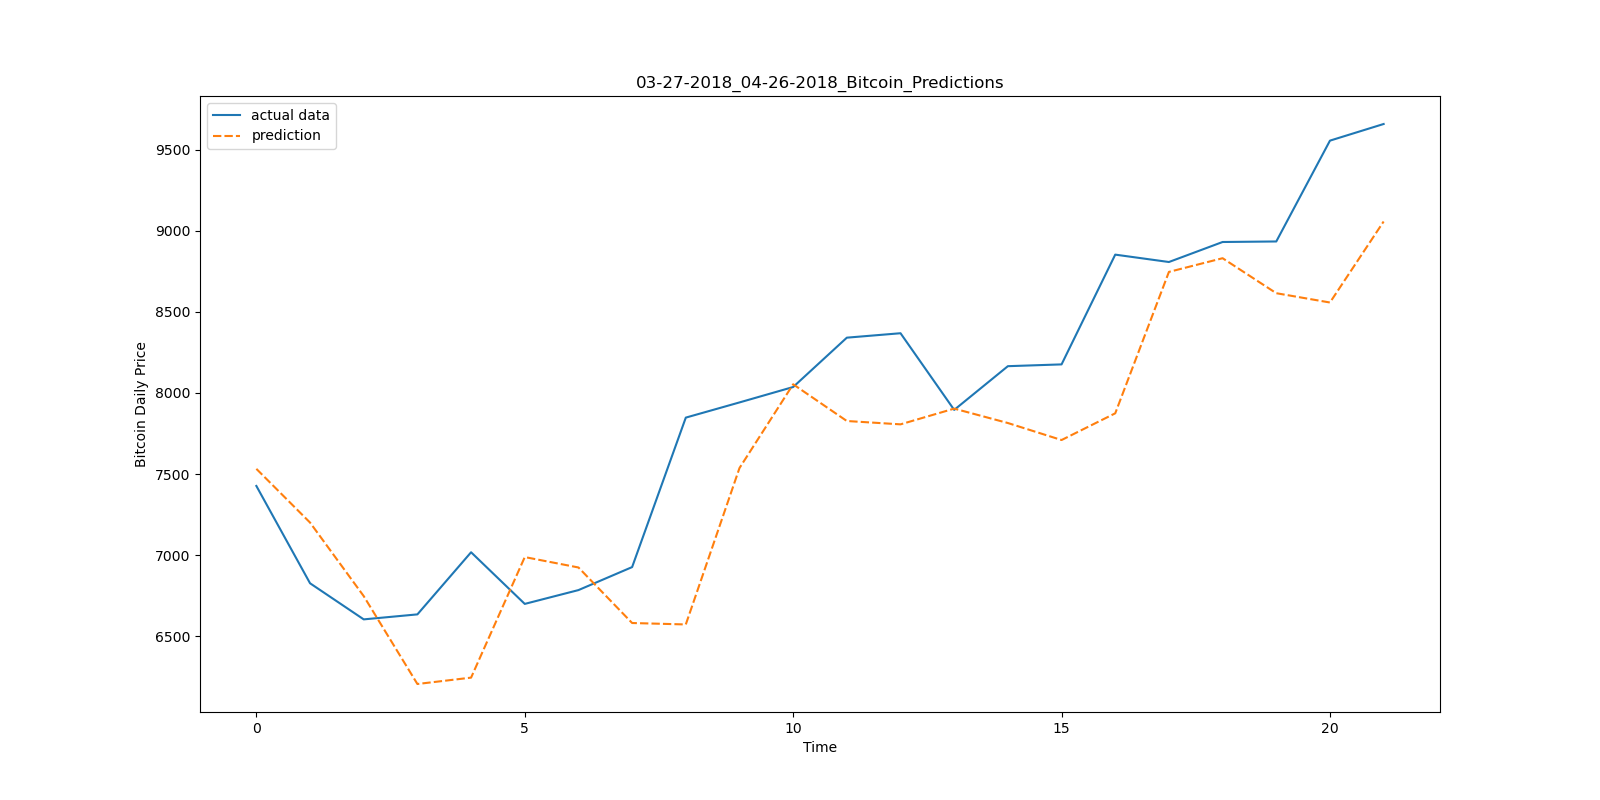 03-27-2018_04-26-2018_Bitcoin_Predictions
actual data
prediction
9500
9000
8500
8000
7500
7000
6500
Bitcoin Daily Price
0 5 10 15 20
Time